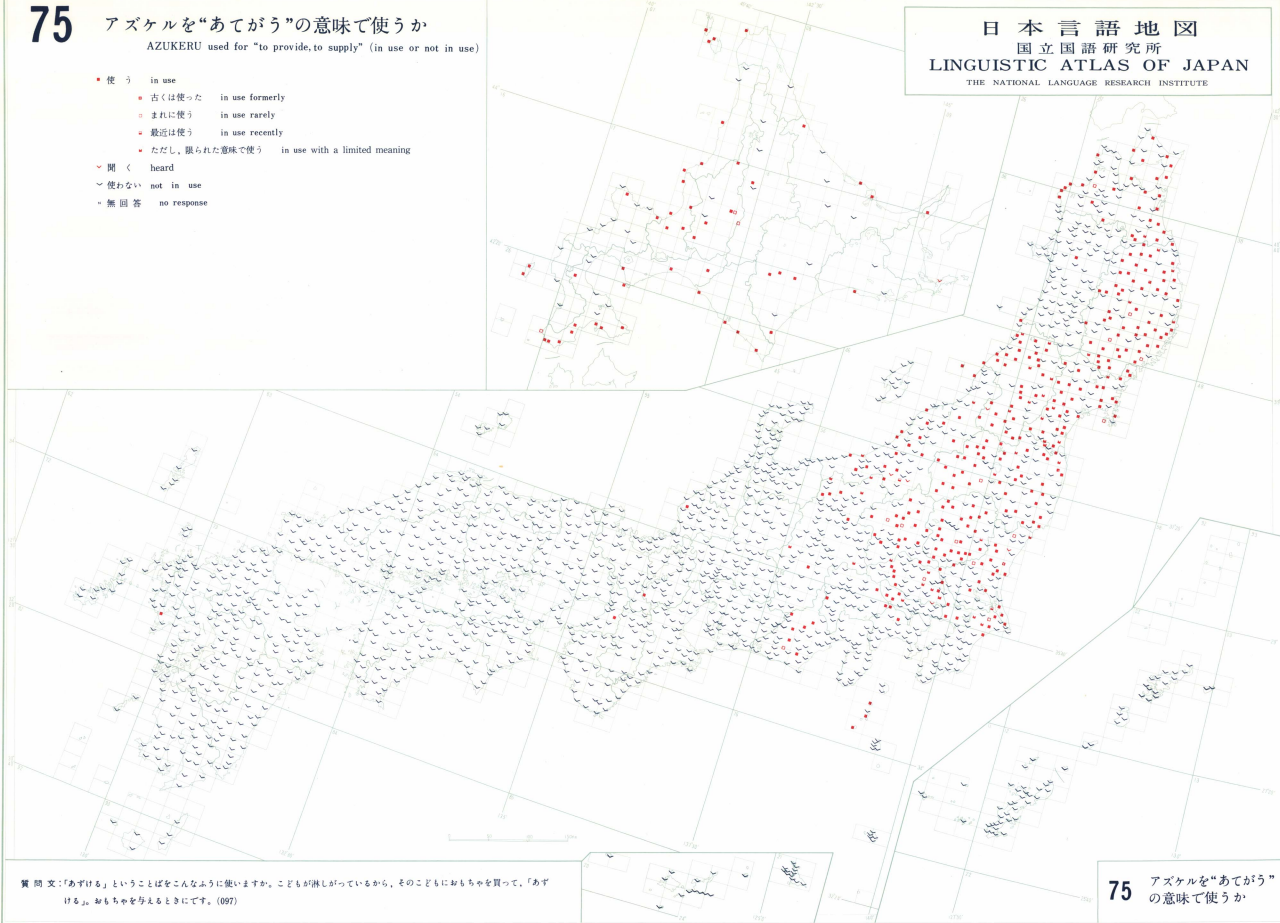 75
アズケルを“あてがう”の意味で使うか
AZUKERU used for “to provide, to supply” (in use or not in use)
使う in use
古くは使った in use formerly
まれに使う in use rarely
最近は使う in use recently
ただし，限られた意味で使う in use with a limited meaning
聞く heard
使わない not in use
無回答 no response
日本言語地図
国立国語研究所
LINGUISTIC ATLAS OF JAPAN
THE NATIONAL LANGUAGE RESEARCH INSTITUTE
質問文：「あずける」ということばをこんなふうに使いますか。こどもが淋しがっているから，そのこどもにおもちゃを買って，「あず
ける」。おもちゃを与えるときにです。(097)
75
アズケルを“あてがう”
の意味で使うか